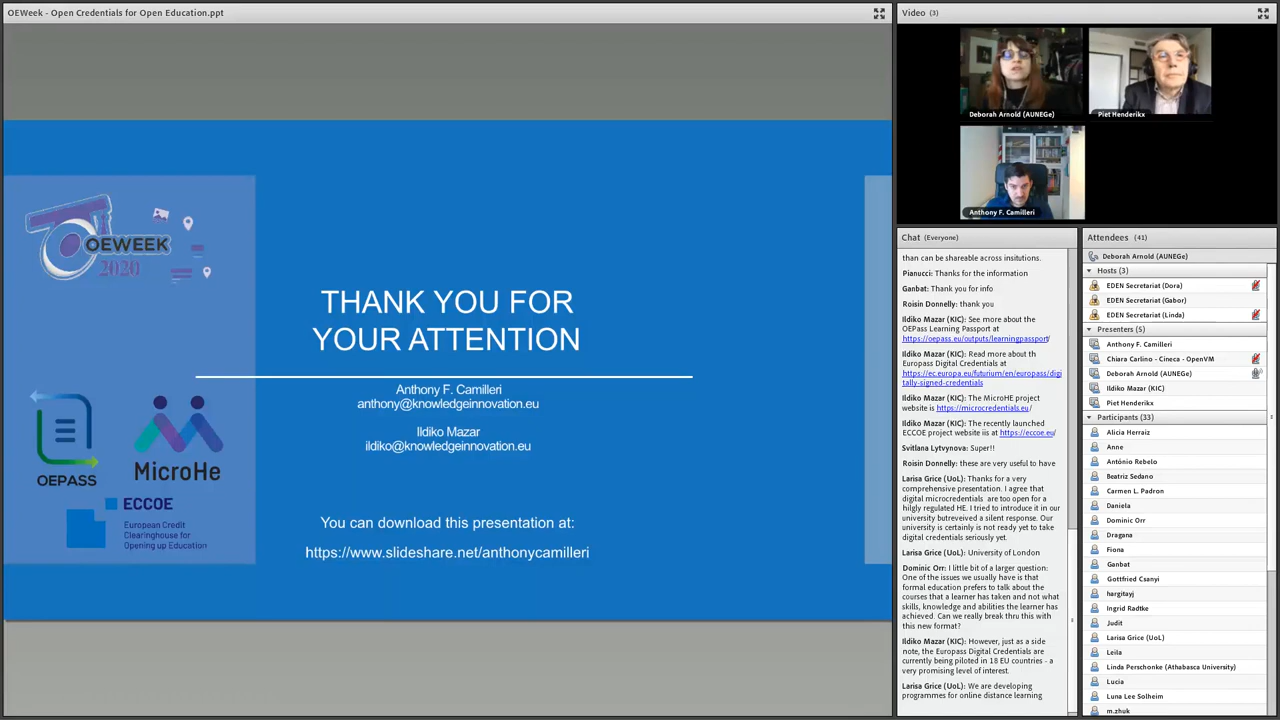 OEWeek - Open Credentials for Open Education.ppt
OEWEEK
2020
THANK YOU FOR
YOUR ATTENTION
Anthony F. Camilleri
anthony@knowledgeinnovation.eu
Ildiko Mazar
ildiko@knowledgeinnovation.eu
OEPASS
MicroHe
ECCOE
European Credit
Clearinghouse for
Opening up Education
You can download this presentation at:
https://www.slideshare.net/anthonycamilleri
Video (3)
Deborah Arnold (AUNEGe)
Piet Henderikx
Anthony F. Camilleri
Chat (Everyone)
than can be shareable across insitutions.
Pianucci: Thanks for the information
Ganbat: Thank you for info
Roisin Donnelly: thank you
Ildiko Mazar (KIC): See more about the
OEPass Learning Passport at
https://oepass.eu/outputs/learningpassport/
Ildiko Mazar (KIC): Read more about th
Europass Digital Credentials at
https://ec.europa.eu/futurium/en/europass/digi
tally-signed-credentials
Ildiko Mazar (KIC): The MicroHE project
website is https://microcredentials.eu/
Ildiko Mazar (KIC): The recently launched
ECCOE project website iis at https://eccoe.eu/
Svitlana Lytvynova: Super!!
Roisin Donnelly: these are very useful to have
Larisa Grice (UoL): Thanks for a very
comprehensive presentation. I agree that
digital microcredentials are too open for a
hilgly regulated HE. I tried to introduce it in our
university butreveived a silent response. Our
university is certainly is not ready yet to take
digital credentials seriously yet.
Larisa Grice (UoL): University of London
Dominic Orr: I little bit of a larger question:
One of the issues we usually have is that
formal education prefers to talk about the
courses that a learner has taken and not what
skills, knowledge and abilities the learner has
achieved. Can we really break thru this with
this new format?
Ildiko Mazar (KIC): However, just as a side
note, the Europass Digital Credentials are
currently being piloted in 18 EU countries - a
very promising level of interest.
Larisa Grice (UoL): We are developing
programmes for online distance learning
Attendees (41)
Deborah Arnold (AUNEGe)
Hosts (3)
EDEN Secretariat (Dora)
EDEN Secretariat (Gabor)
EDEN Secretariat (Linda)
Presenters (5)
Anthony F. Camilleri
Chiara Carlino - Cineca - OpenVM
Deborah Arnold (AUNEGe)
Ildiko Mazar (KIC)
Piet Henderikx
Participants (33)
Alicia Herraiz
Anne
António Rebelo
Beatriz Sedano
Carmen L. Padron
Daniela
Dominic Orr
Dragana
Fiona
Ganbat
Gottfried Csanyi
hargitayj
Ingrid Radtke
Judit
Larisa Grice (UoL)
Leila
Linda Perschonke (Athabasca University)
Lucia
Luna Lee Solheim
m.zhuk